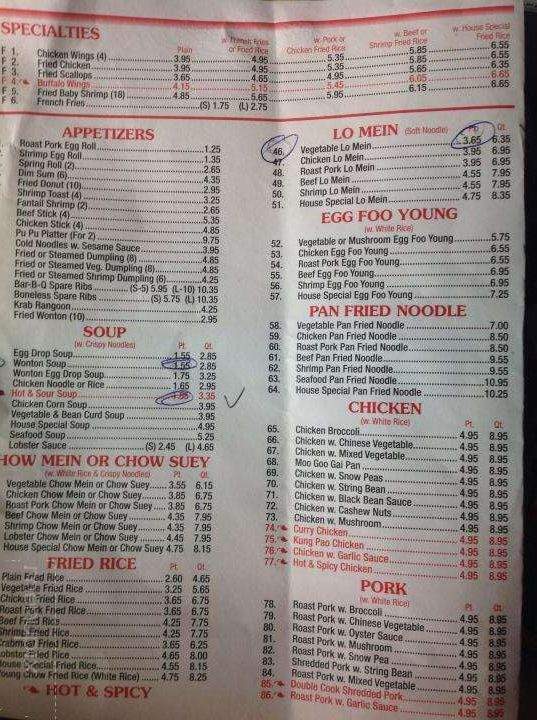 SPECIALTIES
Plain
w. French Fries or Fried Rice
w. Pork or Chicken Fried Rice
w. Beef or Shrimp Fried Rice
w. House Special Fried Rice
F 1. Chicken Wings (4) 3.95 4.95 5.35 5.85 6.55
F 2. Fried Chicken 3.95 4.95 5.35 5.85 6.55
F 3. Fried Scallops 3.65 4.65 4.95 5.65 6.35
F 4. Buffalo Wings 4.15 5.15 5.45 6.05 6.65
F 5. Fried Baby Shrimp (18) 4.85 5.65 5.95 6.15 6.65
F 6. French Fries (S) 1.75 (L) 2.75
APPETIZERS
Roast Pork Egg Roll 1.25
Shrimp Egg Roll 1.35
Spring Roll (2) 2.45
Dim Sum (6) 4.35
Fried Donut (10) 2.95
Shrimp Toast (4) 3.25
Fantail Shrimp (2) 2.65
Beef Stick (4) 5.35
Chicken Stick (4) 4.85
Pu Pu Platter (For 2) 9.75
Cold Noodles w. Sesame Sauce 3.95
Fried or Steamed Dumpling (8) 4.85
Fried or Steamed Veg. Dumpling (8) 4.85
Fried or Steamed Shrimp Dumpling (6) 4.25
Bar-B-Q Spare Ribs (S-5) 5.95 (L-10) 10.35
Boneless Spare Ribs (S) 5.75 (L) 10.35
Krab Rangoon 4.25
Fried Wonton (10) 2.95
SOUP
(w. Crispy Noodles) Pt. Qt.
Egg Drop Soup 1.55 2.85
Wonton Soup 1.55 2.85
Wonton Egg Drop Soup 1.75 3.25
Chicken Noodle or Rice 1.65 2.95
Hot & Sour Soup 1.85 3.35
Chicken Corn Soup 3.95
Vegetable & Bean Curd Soup 3.95
House Special Soup 4.95
Seafood Soup 5.25
Lobster Sauce (S) 2.45 (L) 4.65
HOW MEIN OR CHOW SUEY
(w. White Rice & Crispy Noodles) Pt. Qt.
Vegetable Chow Mein or Chow Suey 3.55 6.15
Chicken Chow Mein or Chow Suey 3.85 6.75
Roast Pork Chow Mein or Chow Suey 3.85 6.75
Beef Chow Mein or Chow Suey 4.35 7.95
Shrimp Chow Mein or Chow Suey 4.35 7.95
Lobster Chow Mein or Chow Suey 4.45 7.95
House Special Chow Mein or Chow Suey 4.75 8.15
FRIED RICE Pt Qt.
Plain Fried Rice 2.60 4.65
Vegetable Fried Rice 3.25 5.65
Chicken Fried Rice 3.65 6.75
Roast Pork Fried Rice 3.65 6.75
Beef Fried Rice 4.25 7.75
Shrimp Fried Rice 4.25 7.75
Crabmeat Fried Rice 3.65 6.25
Lobster Fried Rice 4.65 8.00
House Special Fried Rice 4.55 8.15
Young Chow Fried Rice (White Rice) 4.75 8.25
HOT & SPICY
LO MEIN (Soft Noodle) Pt. Qt.
46. Vegetable Lo Mein 3.65 6.35
47. Chicken Lo Mein 3.95 6.95
48. Roast Pork Lo Mein 3.95 6.95
49. Beef Lo Mein 4.55 7.95
50. Shrimp Lo Mein 4.55 7.95
51. House Special Lo Mein 4.75 8.35
EGG FOO YOUNG
(w. White Rice)
52. Vegetable or Mushroom Egg Foo Young 5.75
53. Chicken Egg Foo Young 6.55
54. Roast Pork Egg Foo Young 6.55
55. Beef Egg Foo Young 6.95
56. Shrimp Egg Foo Young 6.95
57. House Special Egg Foo Young 7.25
PAN FRIED NOODLE
58. Vegetable Pan Fried Noodle 7.00
59. Chicken Pan Fried Noodle 8.50
60. Roast Pork Pan Fried Noodle 8.50
61. Beef Pan Fried Noodle 9.55
62. Shrimp Pan Fried Noodle 9.55
63. Seafood Pan Fried Noodle 10.95
64. House Special Pan Fried Noodle 10.25
CHICKEN
(w. White Rice) Pt. Qt.
65. Chicken Broccoli 4.95 8.95
66. Chicken w. Chinese Vegetable 4.95 8.95
67. Chicken w. Mixed Vegetable 4.95 8.95
68. Moo Goo Gai Pan 4.95 8.95
69. Chicken w. Snow Peas 4.95 8.95
70. Chicken w. String Bean 4.95 8.95
71. Chicken w. Black Bean Sauce 4.95 8.95
72. Chicken w. Cashew Nuts 4.95 8.95
73. Chicken w. Mushroom 4.95 8.95
74. Curry Chicken 4.95 8.95
75. Kung Pao Chicken 4.95 8.95
76. Chicken w. Garlic Sauce 4.95 8.95
77. Hot & Spicy Chicken 4.95 8.95
PORK
(w. White Rice) Pt. Qt.
78. Roast Pork w. Broccoli 4.95 8.95
79. Roast Pork w. Chinese Vegetable 4.95 8.95
80. Roast Pork w. Oyster Sauce 4.95 8.95
81. Roast Pork w. Mushroom 4.95 8.95
82. Roast Pork w. Snow Pea 4.95 8.95
83. Shredded Pork w. String Bean 4.95 8.95
84. Roast Pork w. Mixed Vegetable 4.95 8.95
85. Double Cook Shredded Pork 4.95 8.95
86. Roast Pork w. Garlic Sauce 4.95 8.95